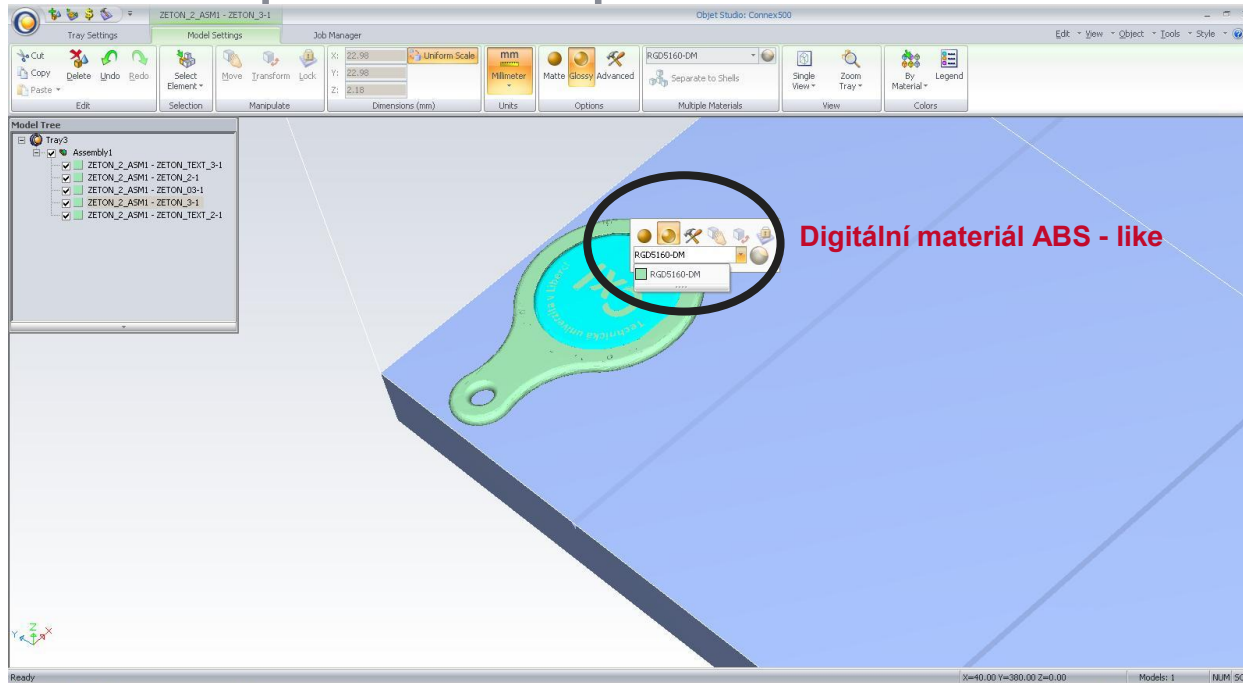 ZETON_2_ASM1 - ZETON_3-1
Objet Studio: Connex500
Tray Settings
Model Settings
Job Manager
Edit
View
Object
Tools
Style
Cut
Copy
Paste
Delete
Undo
Redo
Edit
Select Element
Selection
Move
Transform
Lock
Manipulate
X: 22.98
Y: 22.98
Z: 2.18
Uniform Scale
Dimensions (mm)
mm
Milimeter
Units
Matte
Glossy
Advanced
Options
RGD5160-DM
Separate to Shells
Multiple Materials
Single View
Zoom Tray
View
By Material
Legend
Colors
Model Tree
Tray3
Assembly1
ZETON_2_ASM1 - ZETON_TEXT_3-1
ZETON_2_ASM1 - ZETON_2-1
ZETON_2_ASM1 - ZETON_03-1
ZETON_2_ASM1 - ZETON_3-1
ZETON_2_ASM1 - ZETON_TEXT_2-1
RGD5160-DM
RGD5160-DM
Digitální materiál ABS - like
Technická univerzita v Liberci
Z
Y
X
Ready
X=40.00 Y=380.00 Z=0.00
Models: 1
NUM